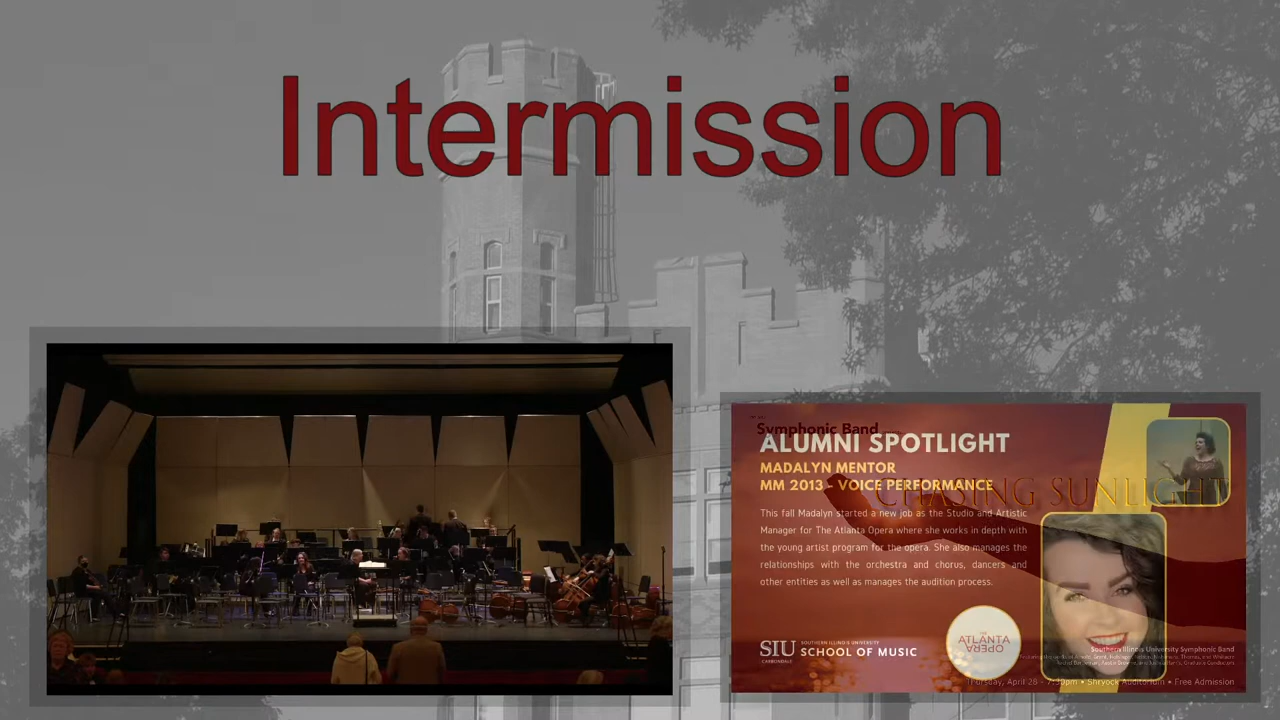 Intermission
Symphonic Band
ALUMNI SPOTLIGHT
MADALYN MENTOR
MM 2013 - VOICE PERFORMANCE
CHASING SUNLIGHT
This fall Madalyn started a new job as the Studio and Artistic
Manager for The Atlanta Opera where she works in depth with
the young artist program for the opera. She also manages the
relationships with the orchestra and chorus, dancers and
other entities as well as manages the audition process.
SIU
CARBONDALE
SOUTHERN ILLINOIS UNIVERSITY
SCHOOL OF MUSIC
THE
ATLANTA
OPERA
Southern Illinois University Symphonic Band
Thursday, April 28 - 7:30pm • Shryock Auditorium • Free Admission